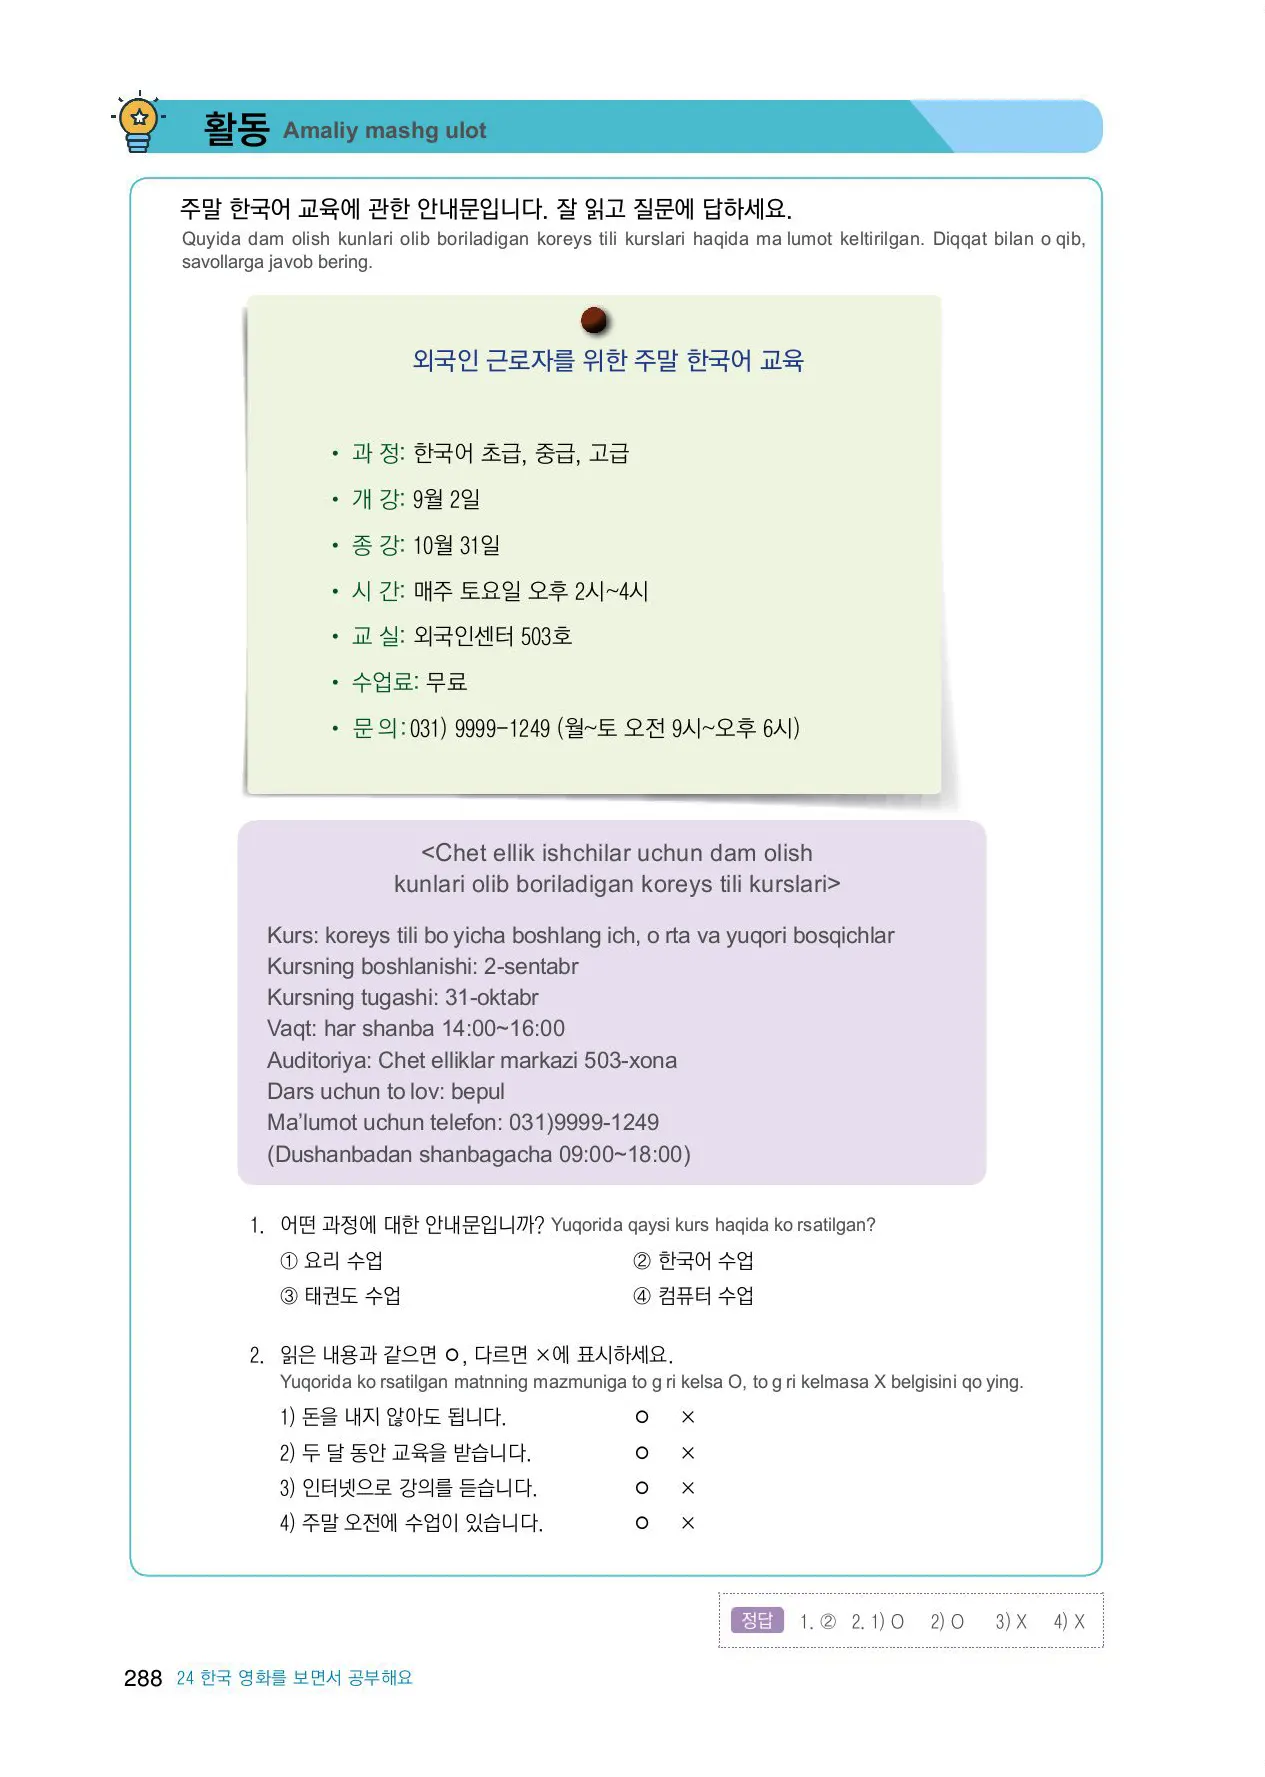 활동 Amaliy mashg ulot
주말 한국어 교육에 관한 안내문입니다. 잘 읽고 질문에 답하세요.
Quyida dam olish kunlari olib boriladigan koreys tili kurslari haqida ma lumot keltirilgan. Diqqat bilan o qib,
savollarga javob bering.
외국인 근로자를 위한 주말 한국어 교육
• 과 정: 한국어 초급, 중급, 고급
• 개 강: 9월 2일
• 종 강: 10월 31일
• 시 간: 매주 토요일 오후 2시~4시
• 교 실: 외국인센터 503호
• 수업료: 무료
• 문 의: 031) 9999-1249 (월~토 오전 9시~오후 6시)
<Chet ellik ishchilar uchun dam olish
kunlari olib boriladigan koreys tili kurslari>
Kurs: koreys tili bo yicha boshlang ich, o rta va yuqori bosqichlar
Kursning boshlanishi: 2-sentabr
Kursning tugashi: 31-oktabr
Vaqt: har shanba 14:00~16:00
Auditoriya: Chet elliklar markazi 503-xona
Dars uchun to lov: bepul
Ma’lumot uchun telefon: 031)9999-1249
(Dushanbadan shanbagacha 09:00~18:00)
1. 어떤 과정에 대한 안내문입니까? Yuqorida qaysi kurs haqida ko rsatilgan?
① 요리 수업 ② 한국어 수업
③ 태권도 수업 ④ 컴퓨터 수업
2. 읽은 내용과 같으면 ㅇ, 다르면 ×에 표시하세요.
Yuqorida ko rsatilgan matnning mazmuniga to g ri kelsa O, to g ri kelmasa X belgisini qo ying.
1) 돈을 내지 않아도 됩니다. ㅇ ×
2) 두 달 동안 교육을 받습니다. ㅇ ×
3) 인터넷으로 강의를 듣습니다. ㅇ ×
4) 주말 오전에 수업이 있습니다. ㅇ ×
정답 1. ② 2. 1) O 2) O 3) X 4) X
288 24 한국 영화를 보면서 공부해요